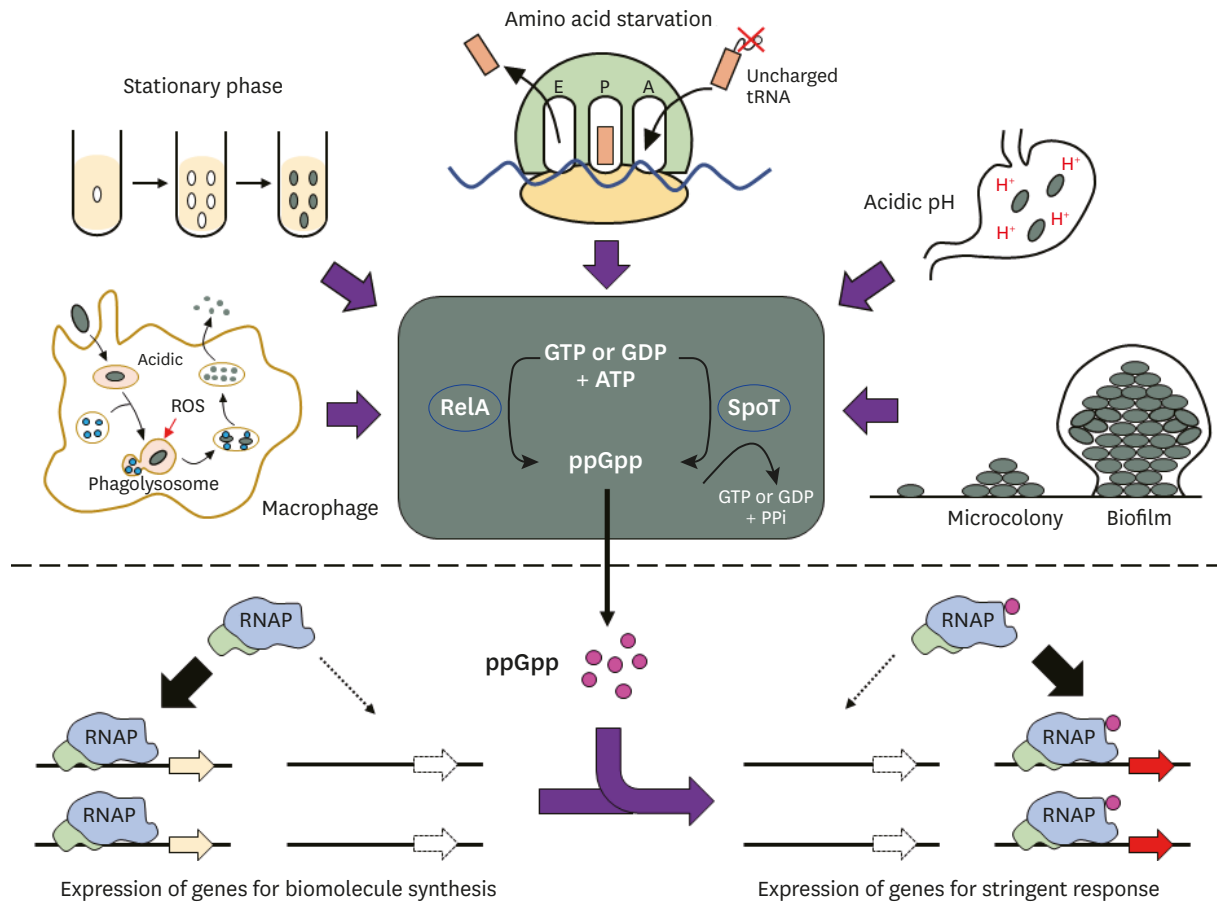 Amino acid starvation
Stationary phase
E P A
Uncharged
tRNA
Acidic pH
H⁺
H⁺
H⁺
H⁺
Acidic
ROS
Phagolysosome
Macrophage
GTP or GDP
+ ATP
RelA
SpoT
ppGpp
GTP or GDP
+ PPi
Microcolony
Biofilm
RNAP
RNAP
ppGpp
RNAP
RNAP
RNAP
RNAP
Expression of genes for biomolecule synthesis
Expression of genes for stringent response